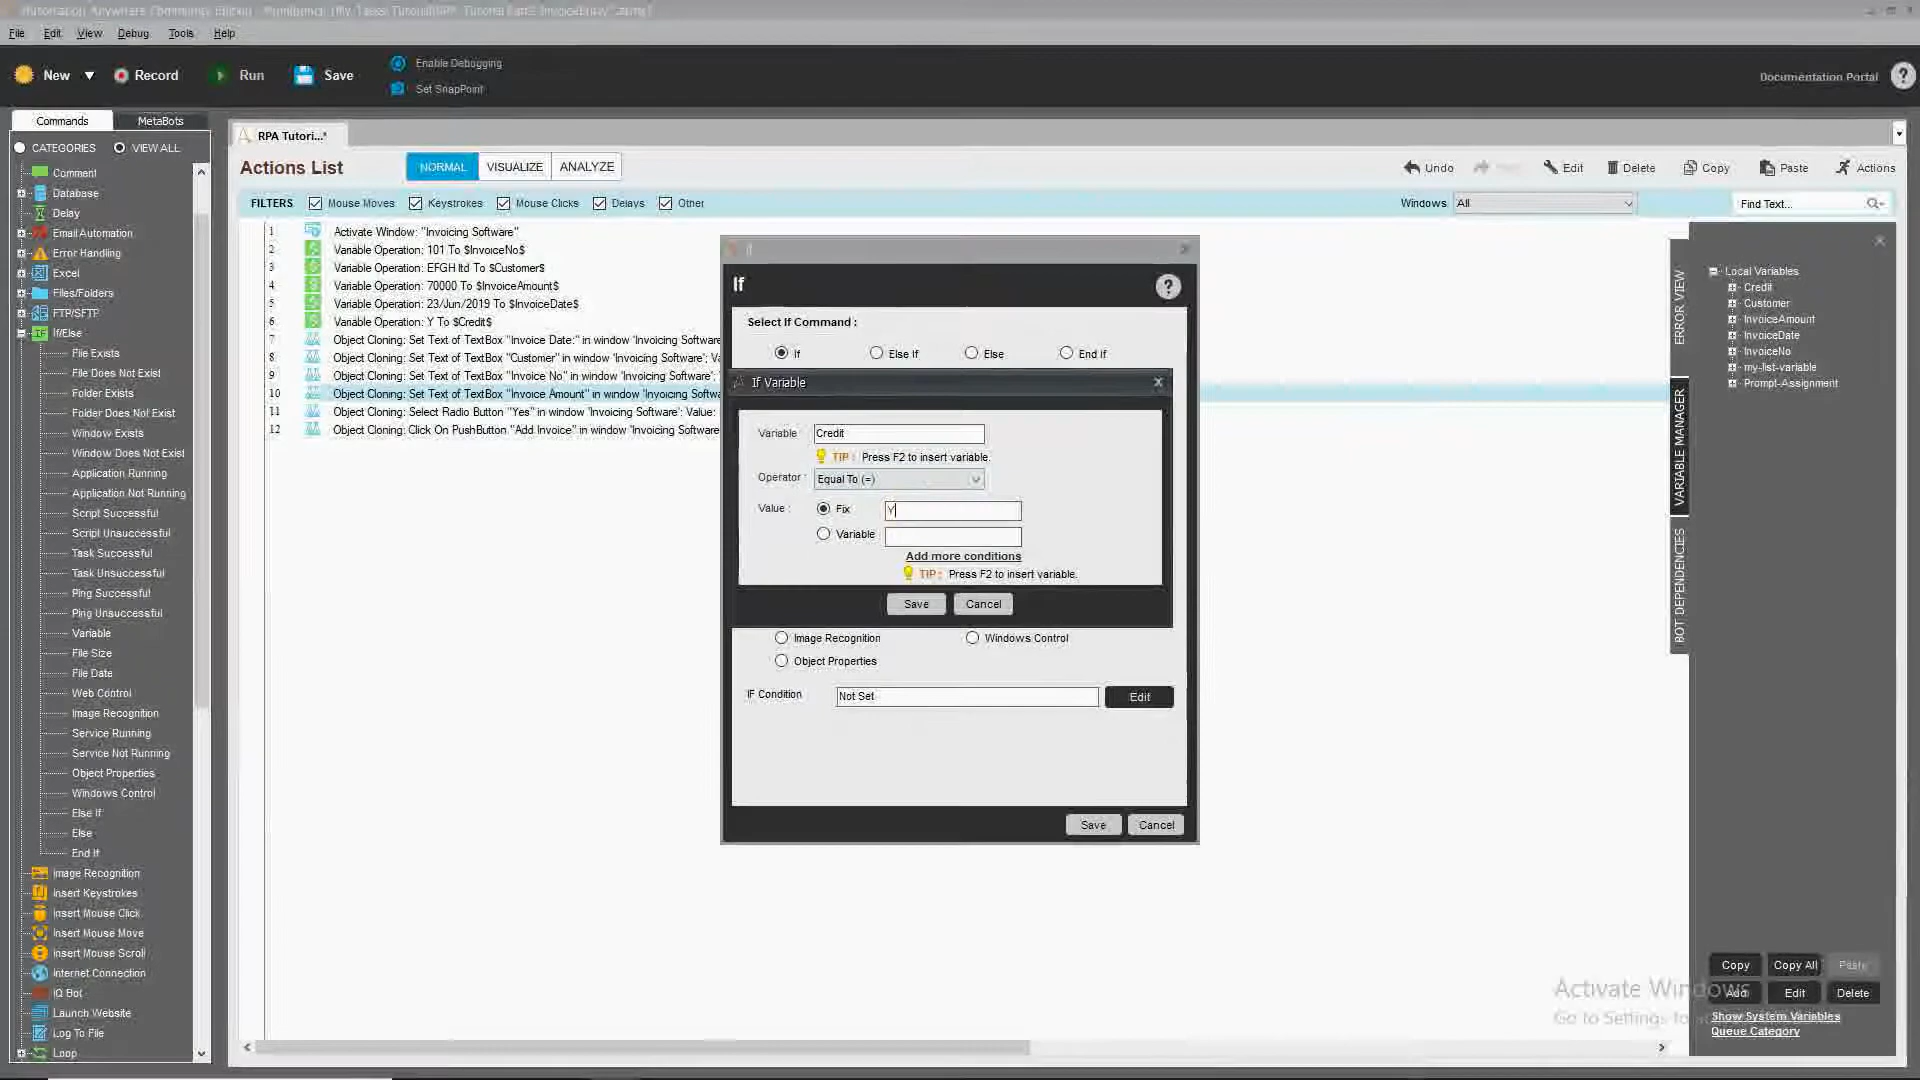 Automation Anywhere Community Edition
File Edit View Debug Tools Help
New Record Run Save
Enable Debugging
Set SnapPoint
Documentation Portal
Commands MetaBots
CATEGORIES VIEW ALL
Comment
Database
Delay
Email Automation
Error Handling
Excel
Files/Folders
FTP/SFTP
If/Else
File Exists
File Does Not Exist
Folder Exists
Folder Does Not Exist
Window Exists
Window Does Not Exist
Application Running
Application Not Running
Script Successful
Script Unsuccessful
Task Successful
Task Unsuccessful
Ping Successful
Ping Unsuccessful
Variable
File Size
File Date
Web Control
Image Recognition
Service Running
Service Not Running
Object Properties
Windows Control
Else If
Else
End If
Image Recognition
Insert Keystrokes
Insert Mouse Click
Insert Mouse Move
Insert Mouse Scroll
Internet Connection
IQ Bot
Launch Website
Log To File
Loop
RPA Tutori...*
Actions List NORMAL VISUALIZE ANALYZE
Undo Edit Delete Copy Paste Actions
FILTERS Mouse Moves Keystrokes Mouse Clicks Delays Other
Windows All Find Text...
1 Activate Window: "Invoicing Software"
2 Variable Operation: 101 To $InvoiceNo$
3 Variable Operation: EFGH ltd To $Customer$
4 Variable Operation: 70000 To $InvoiceAmount$
5 Variable Operation: 23/Jun/2019 To $InvoiceDate$
6 Variable Operation: Y To $Credit$
7 Object Cloning: Set Text of TextBox "Invoice Date:" in window 'Invoicing Software'
8 Object Cloning: Set Text of TextBox "Customer" in window 'Invoicing Software'; Va
9 Object Cloning: Set Text of TextBox "Invoice No" in window 'Invoicing Software';
10 Object Cloning: Set Text of TextBox "Invoice Amount" in window 'Invoicing Softwa
11 Object Cloning: Select Radio Button "Yes" in window 'Invoicing Software'; Value:
12 Object Cloning: Click On PushButton "Add Invoice" in window 'Invoicing Software
If
If
Select If Command :
If Else If Else End If
If Variable
Variable Credit
TIP : Press F2 to insert variable.
Operator : Equal To (=)
Value : Fix Y
Variable
Add more conditions
TIP : Press F2 to insert variable.
Save Cancel
Image Recognition Windows Control
Object Properties
IF Condition Not Set Edit
Save Cancel
ERROR VIEW
VARIABLE MANAGER
BOT DEPENDENCIES
Local Variables
Credit
Customer
InvoiceAmount
InvoiceDate
InvoiceNo
my-list-variable
Prompt-Assignment
Copy Copy All Paste
Add Edit Delete
Show System Variables
Queue Category
Activate Windows
Go to Settings to